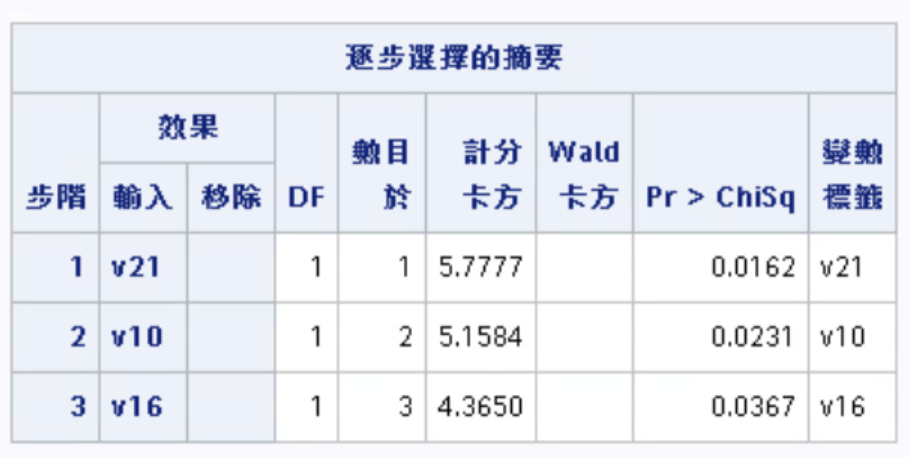 逐步選擇的摘要
步階 效果 DF 數目於 計分卡方 Wald 卡方 Pr > ChiSq 變數標籤
輸入 移除
1 v21 1 1 5.7777 0.0162 v21
2 v10 1 2 5.1584 0.0231 v10
3 v16 1 3 4.3650 0.0367 v16